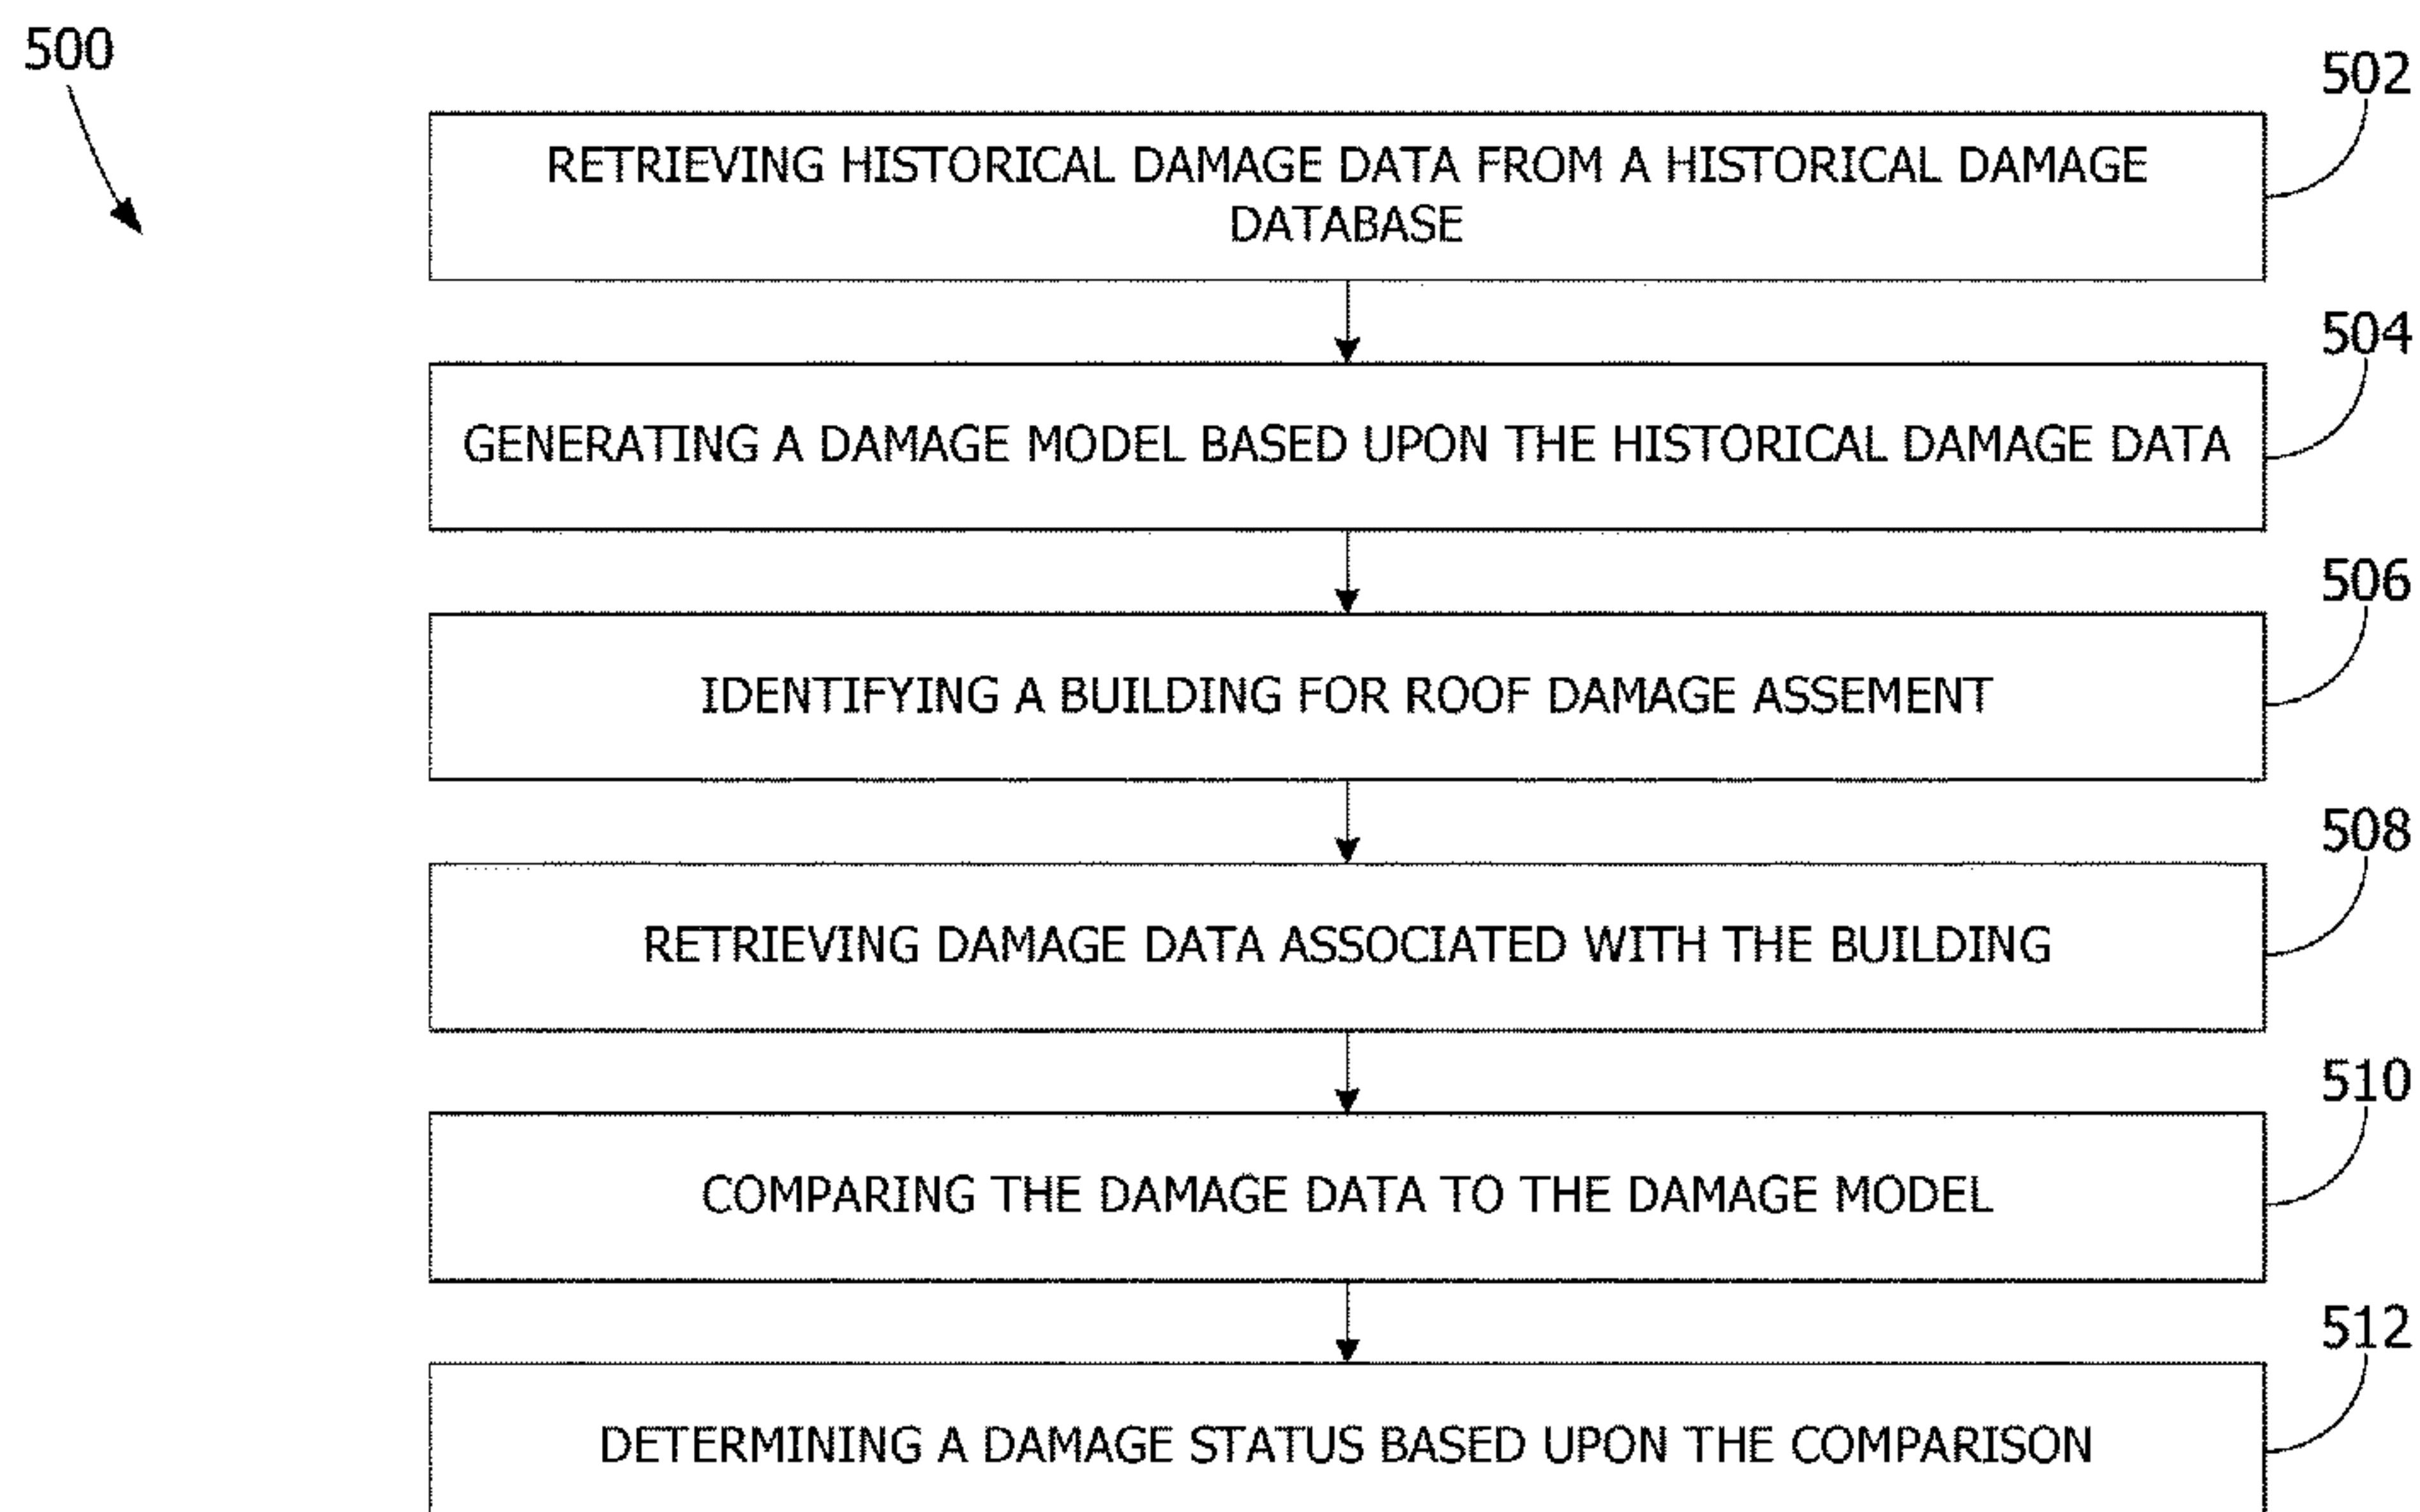 500
502
RETRIEVING HISTORICAL DAMAGE DATA FROM A HISTORICAL DAMAGE
DATABASE
504
GENERATING A DAMAGE MODEL BASED UPON THE HISTORICAL DAMAGE DATA
506
IDENTIFYING A BUILDING FOR ROOF DAMAGE ASSEMENT
508
RETRIEVING DAMAGE DATA ASSOCIATED WITH THE BUILDING
510
COMPARING THE DAMAGE DATA TO THE DAMAGE MODEL
512
DETERMINING A DAMAGE STATUS BASED UPON THE COMPARISON